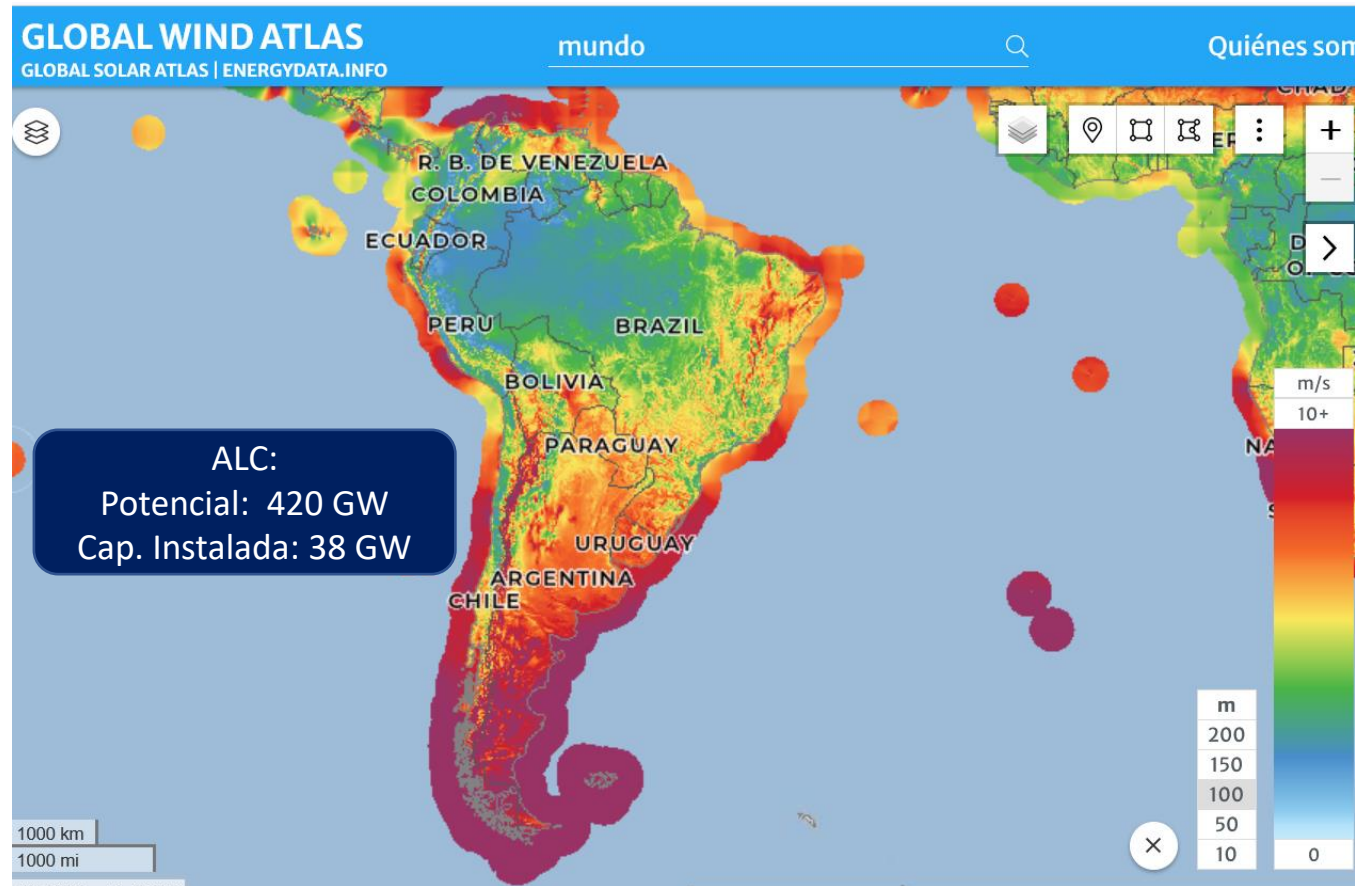 GLOBAL WIND ATLAS
GLOBAL SOLAR ATLAS | ENERGYDATA.INFO
mundo
Quiénes som
CHAD
R. B. DE VENEZUELA
COLOMBIA
ECUADOR
PERU
BRAZIL
BOLIVIA
PARAGUAY
URUGUAY
ARGENTINA
CHILE
ALC:
Potencial: 420 GW
Cap. Instalada: 38 GW
NA
m/s
10+
0
m
200
150
100
50
10
1000 km
1000 mi